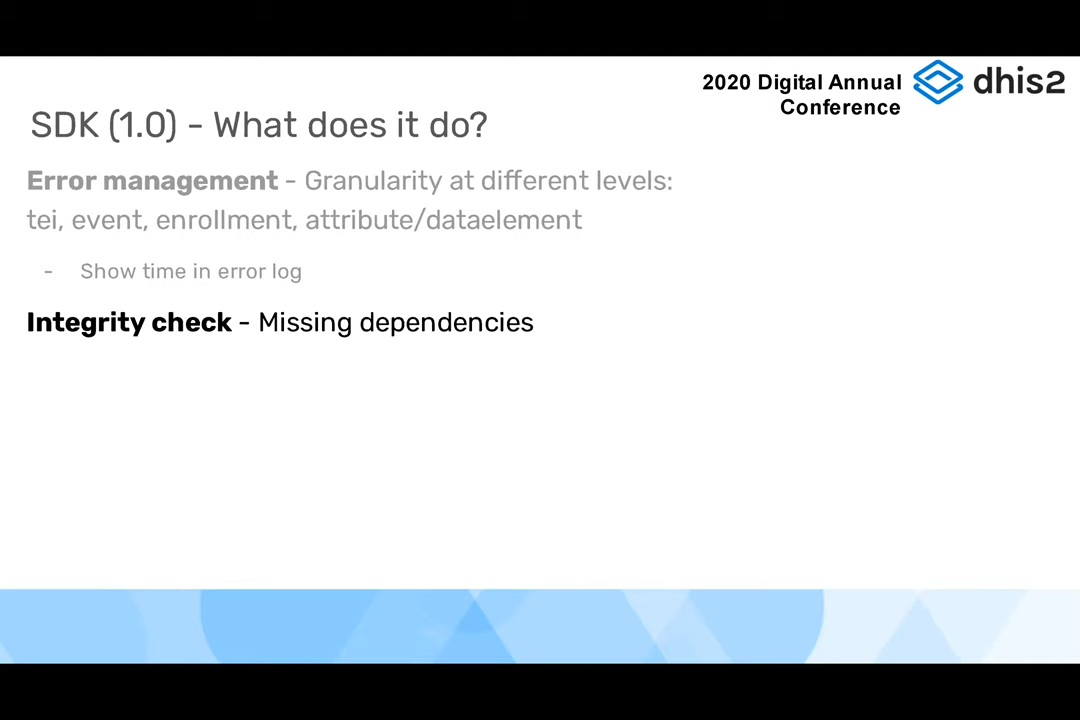 2020 Digital Annual
Conference
dhis2
SDK (1.0) - What does it do?
Error management - Granularity at different levels:
tei, event, enrollment, attribute/dataelement
- Show time in error log
Integrity check - Missing dependencies